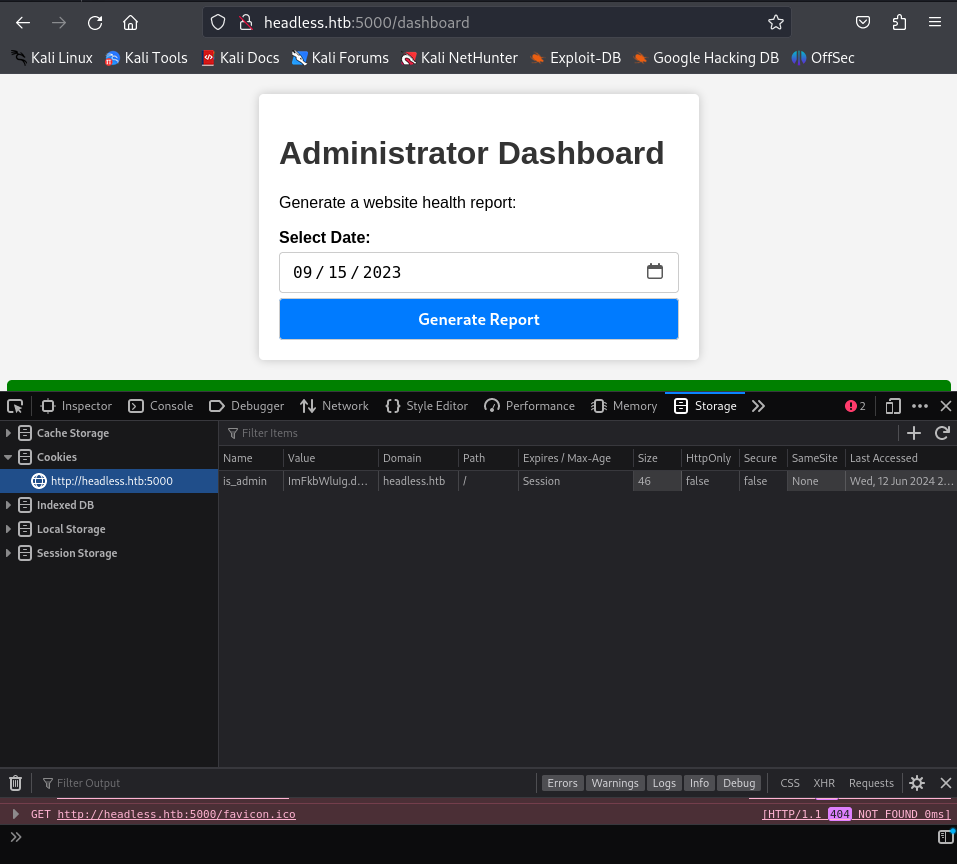 headless.htb:5000/dashboard
Kali Linux Kali Tools Kali Docs Kali Forums Kali NetHunter Exploit-DB Google Hacking DB OffSec
Administrator Dashboard
Generate a website health report:
Select Date:
09/15/2023
Generate Report
Inspector Console Debugger Network Style Editor Performance Memory Storage 2
Cache Storage
Cookies
http://headless.htb:5000
Indexed DB
Local Storage
Session Storage
Filter Items
Name Value Domain Path Expires / Max-Age Size HttpOnly Secure SameSite Last Accessed
is_admin ImFkbWluIg.d... headless.htb / Session 46 false false None Wed, 12 Jun 2024 2...
Filter Output Errors Warnings Logs Info Debug CSS XHR Requests
GET http://headless.htb:5000/favicon.ico [HTTP/1.1 404 NOT FOUND 0ms]